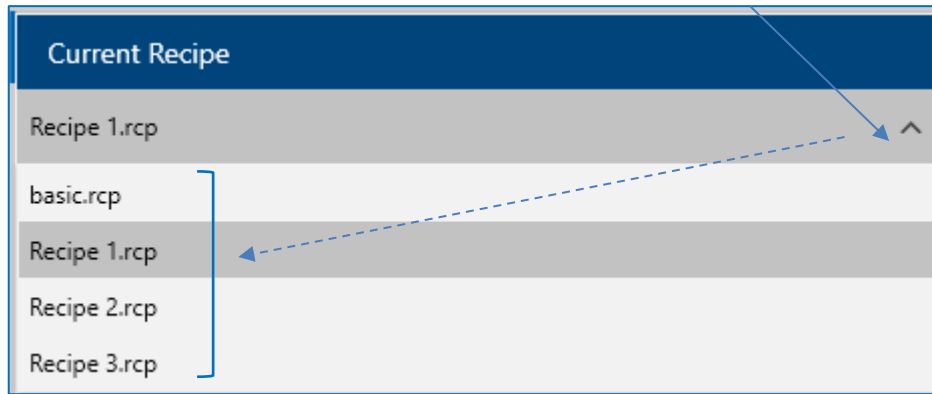 Current Recipe
Recipe 1.rcp
basic.rcp
Recipe 1.rcp
Recipe 2.rcp
Recipe 3.rcp